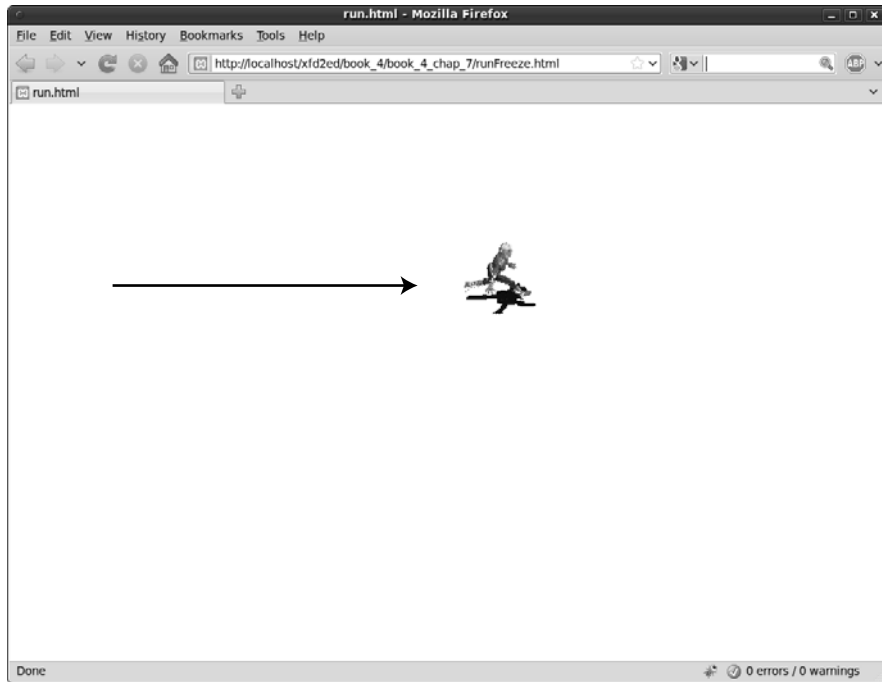 run.html - Mozilla Firefox
File Edit View History Bookmarks Tools Help
http://localhost/xfd2ed/book_4/book_4_chap_7/runFreeze.html
ABP
run.html
Done
0 errors / 0 warnings